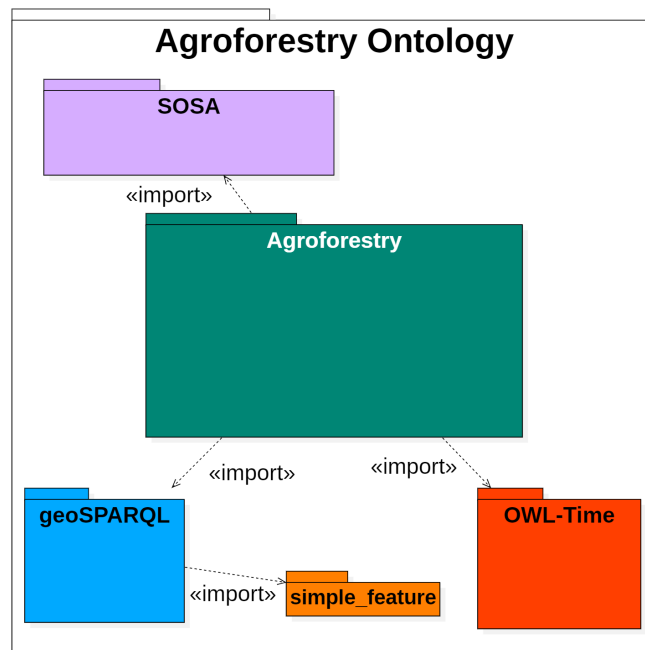 Agroforestry Ontology
SOSA
«import»
Agroforestry
«import»
«import»
geoSPARQL
OWL-Time
«import»
simple_feature